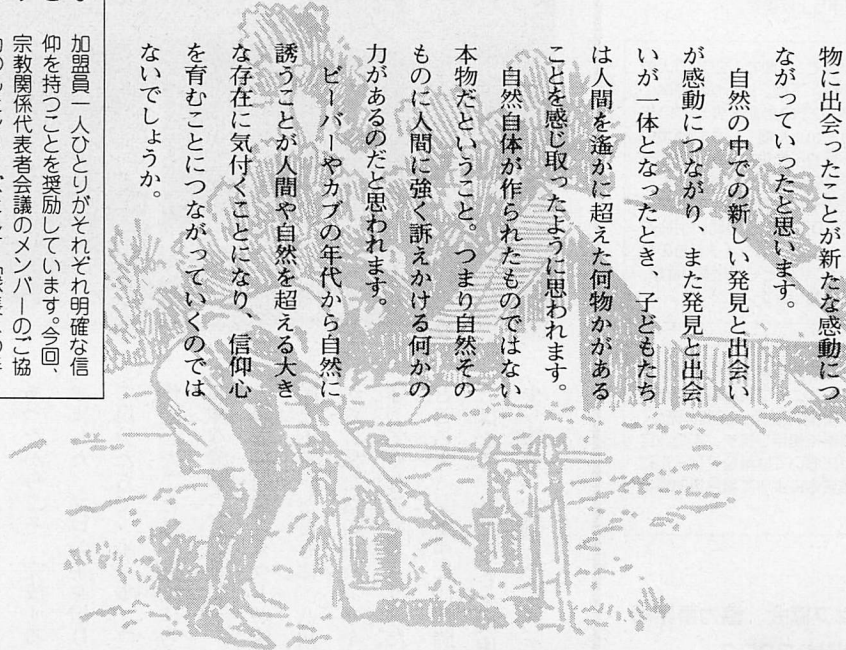 物に出会ったことが新たな感動につ
ながっていったと思います。
自然の中での新しい発見と出会い
が感動につながり、また発見と出会
いが一体となったとき、子どもたち
は人間を遙かに超えた何物かがある
ことを感じ取ったように思われます。
自然自体が作られたものではない
本物だということ。つまり自然その
ものに人間に強く訴えかける何かの
力があるのだと思われます。
ビーバーやカブの年代から自然に
誘うことが人間や自然を超える大き
な存在に気付くことになり、信仰心
を育むことにつながっていくのでは
ないでしょうか。
加盟員一人ひとりがそれぞれ明確な信
仰を持つことを奨励しています。今回、
宗教関係代表者会議のメンバーのご協